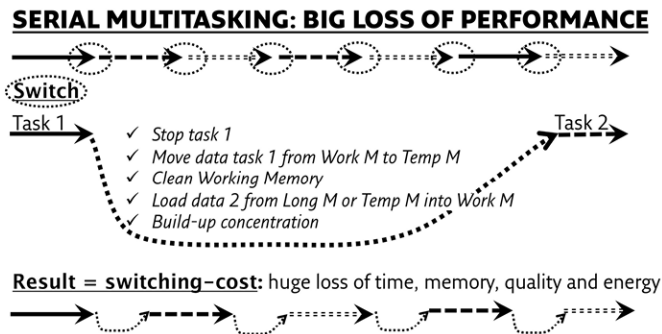 SERIAL MULTITASKING: BIG LOSS OF PERFORMANCE
Switch
Task 1
Task 2
✓ Stop task 1
✓ Move data task 1 from Work M to Temp M
✓ Clean Working Memory
✓ Load data 2 from Long M or Temp M into Work M
✓ Build-up concentration
Result = switching-cost: huge loss of time, memory, quality and energy